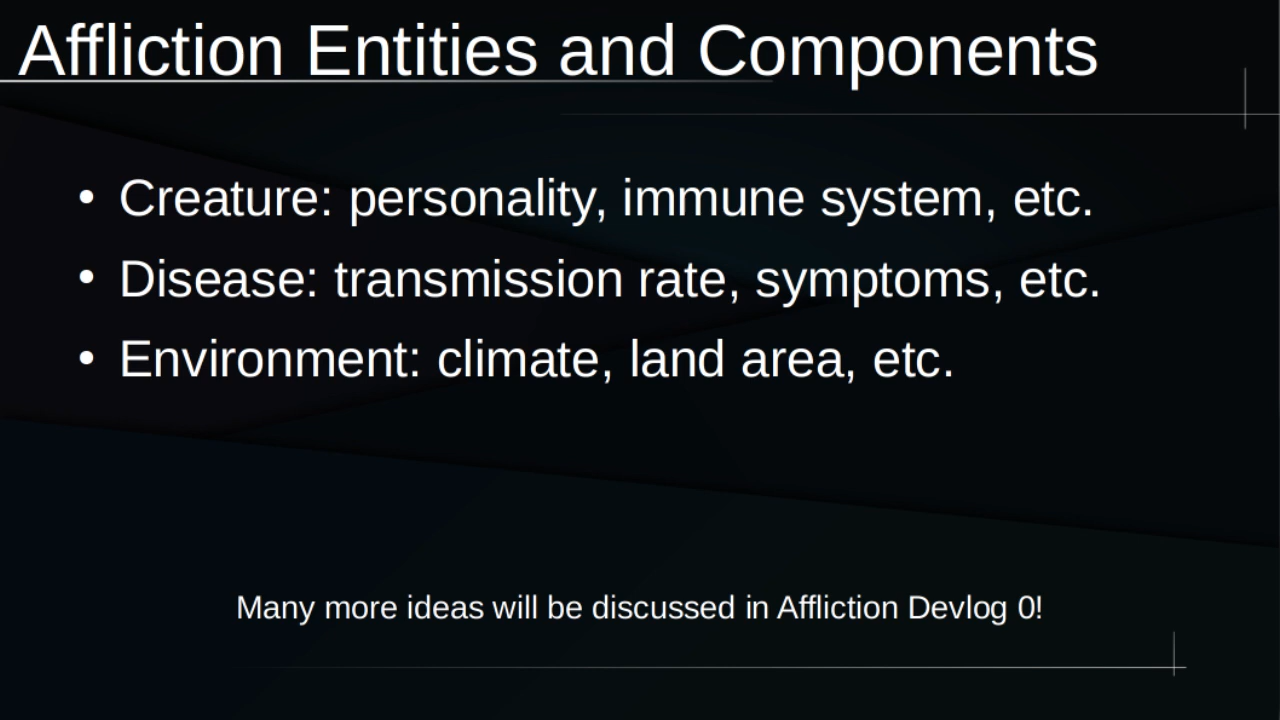 Affliction Entities and Components
• Creature: personality, immune system, etc.
• Disease: transmission rate, symptoms, etc.
• Environment: climate, land area, etc.
Many more ideas will be discussed in Affliction Devlog 0!